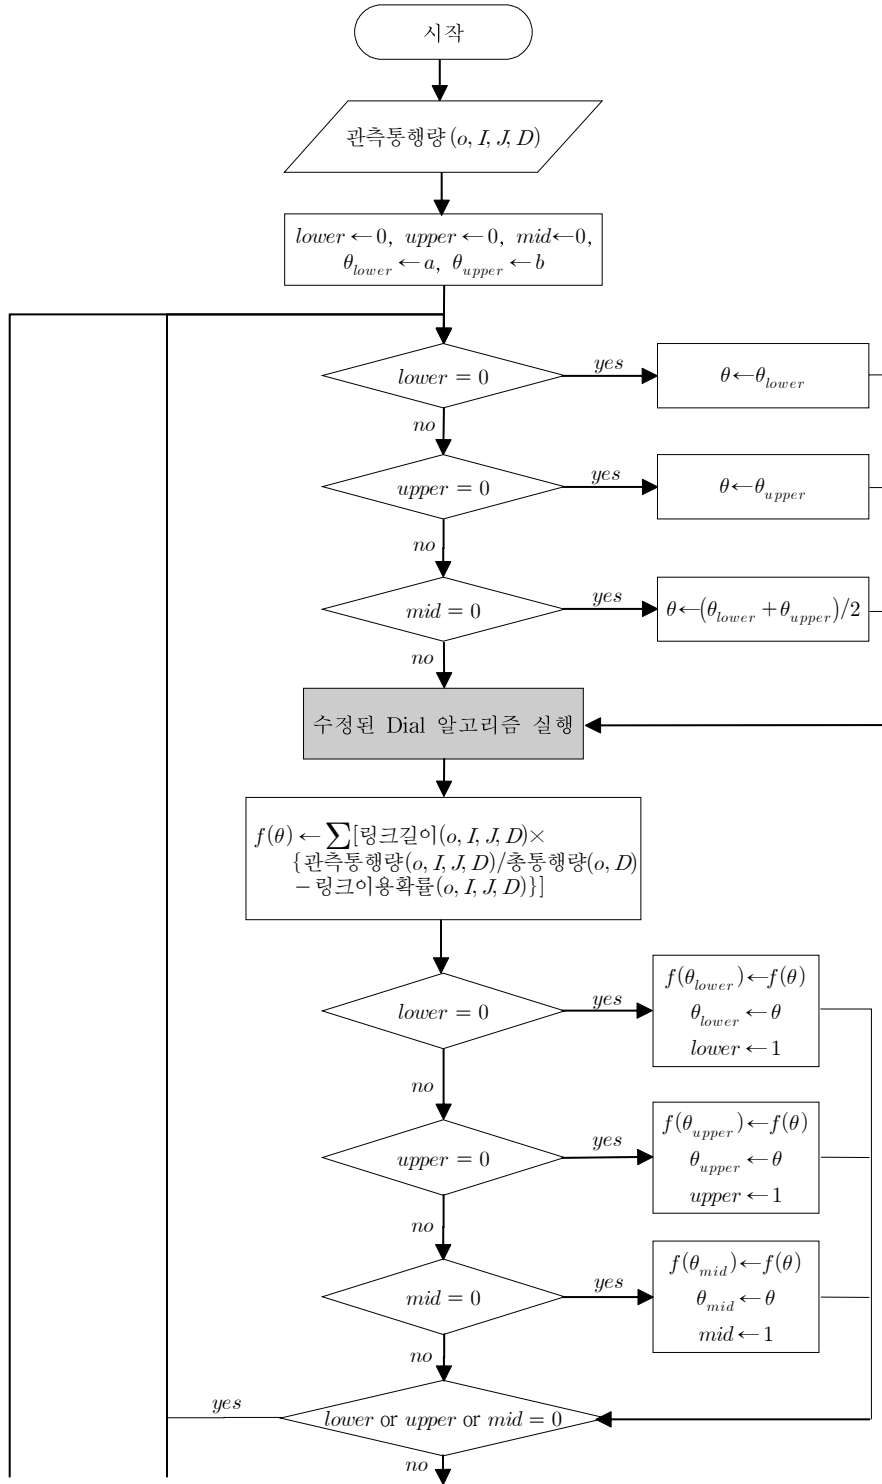 시작
관측통행량(o, I, J, D)
lower ← 0, upper ← 0, mid ← 0,
θ_lower ← a, θ_upper ← b
lower = 0
yes
θ ← θ_lower
no
upper = 0
yes
θ ← θ_upper
no
mid = 0
yes
θ ← (θ_lower + θ_upper)/2
no
수정된 Dial 알고리즘 실행
f(θ) ← ∑[링크길이(o, I, J, D)×
{관측통행량(o, I, J, D)/총통행량(o, D)
− 링크이용확률(o, I, J, D)}]
lower = 0
yes
f(θ_lower) ← f(θ)
θ_lower ← θ
lower ← 1
no
upper = 0
yes
f(θ_upper) ← f(θ)
θ_upper ← θ
upper ← 1
no
mid = 0
yes
f(θ_mid) ← f(θ)
θ_mid ← θ
mid ← 1
no
yes
lower or upper or mid = 0
no